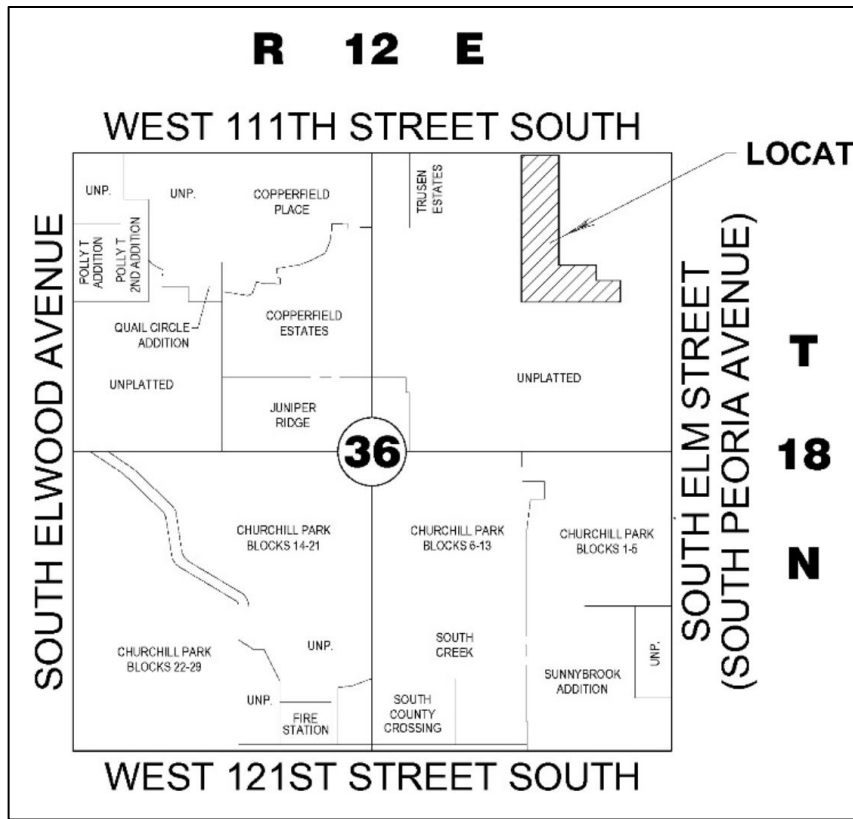 R 12 E
WEST 111TH STREET SOUTH
LOCAT
UNP.
UNP.
COPPERFIELD
PLACE
TRUSEN
ESTATES
POLLY T
ADDITION
POLLY T
2ND ADDITION
QUAIL CIRCLE
ADDITION
COPPERFIELD
ESTATES
UNPLATTED
UNPLATTED
JUNIPER
RIDGE
36
SOUTH ELWOOD AVENUE
SOUTH ELM STREET
(SOUTH PEORIA AVENUE)
T
18
N
CHURCHILL PARK
BLOCKS 14-21
CHURCHILL PARK
BLOCKS 6-13
CHURCHILL PARK
BLOCKS 1-5
CHURCHILL PARK
BLOCKS 22-29
UNP.
SOUTH
CREEK
UNP.
SUNNYBROOK
ADDITION
UNP.
FIRE
STATION
SOUTH
COUNTY
CROSSING
WEST 121ST STREET SOUTH